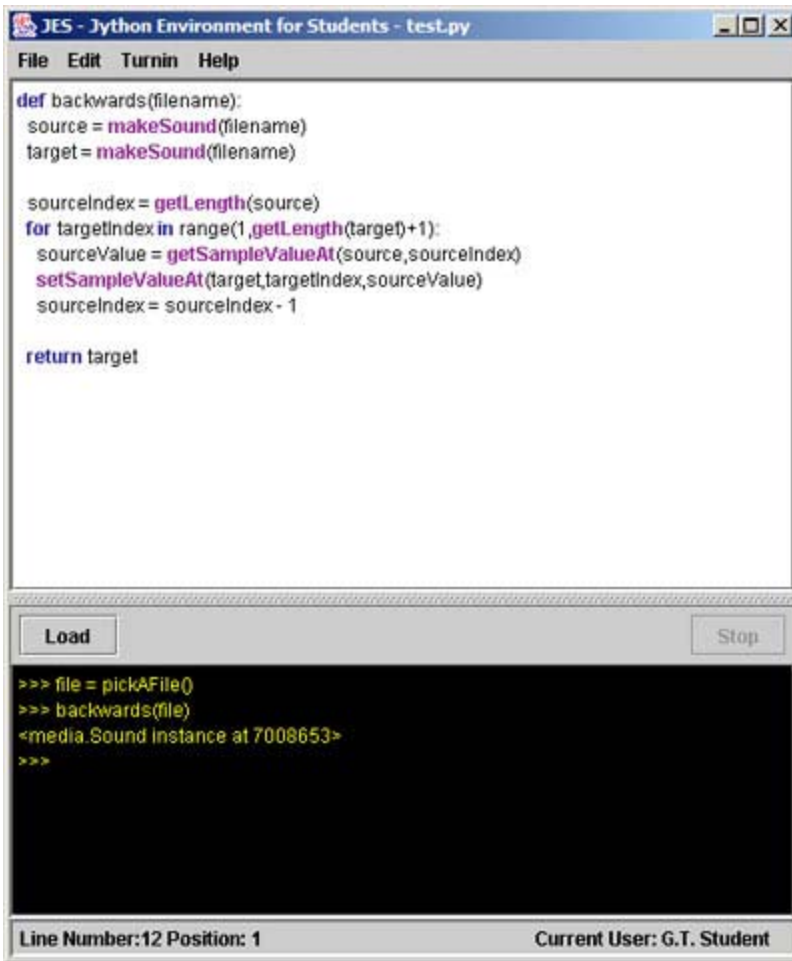 JES - Jython Environment for Students - test.py
File Edit Turnin Help
def backwards(filename):
source = makeSound(filename)
target = makeSound(filename)
sourceIndex = getLength(source)
for targetIndex in range(1,getLength(target)+1):
sourceValue = getSampleValueAt(source,sourceIndex)
setSampleValueAt(target,targetIndex,sourceValue)
sourceIndex = sourceIndex - 1
return target
Load Stop
>>> file = pickAFile()
>>> backwards(file)
<media.Sound instance at 7008653>
>>>
Line Number:12 Position: 1 Current User: G.T. Student